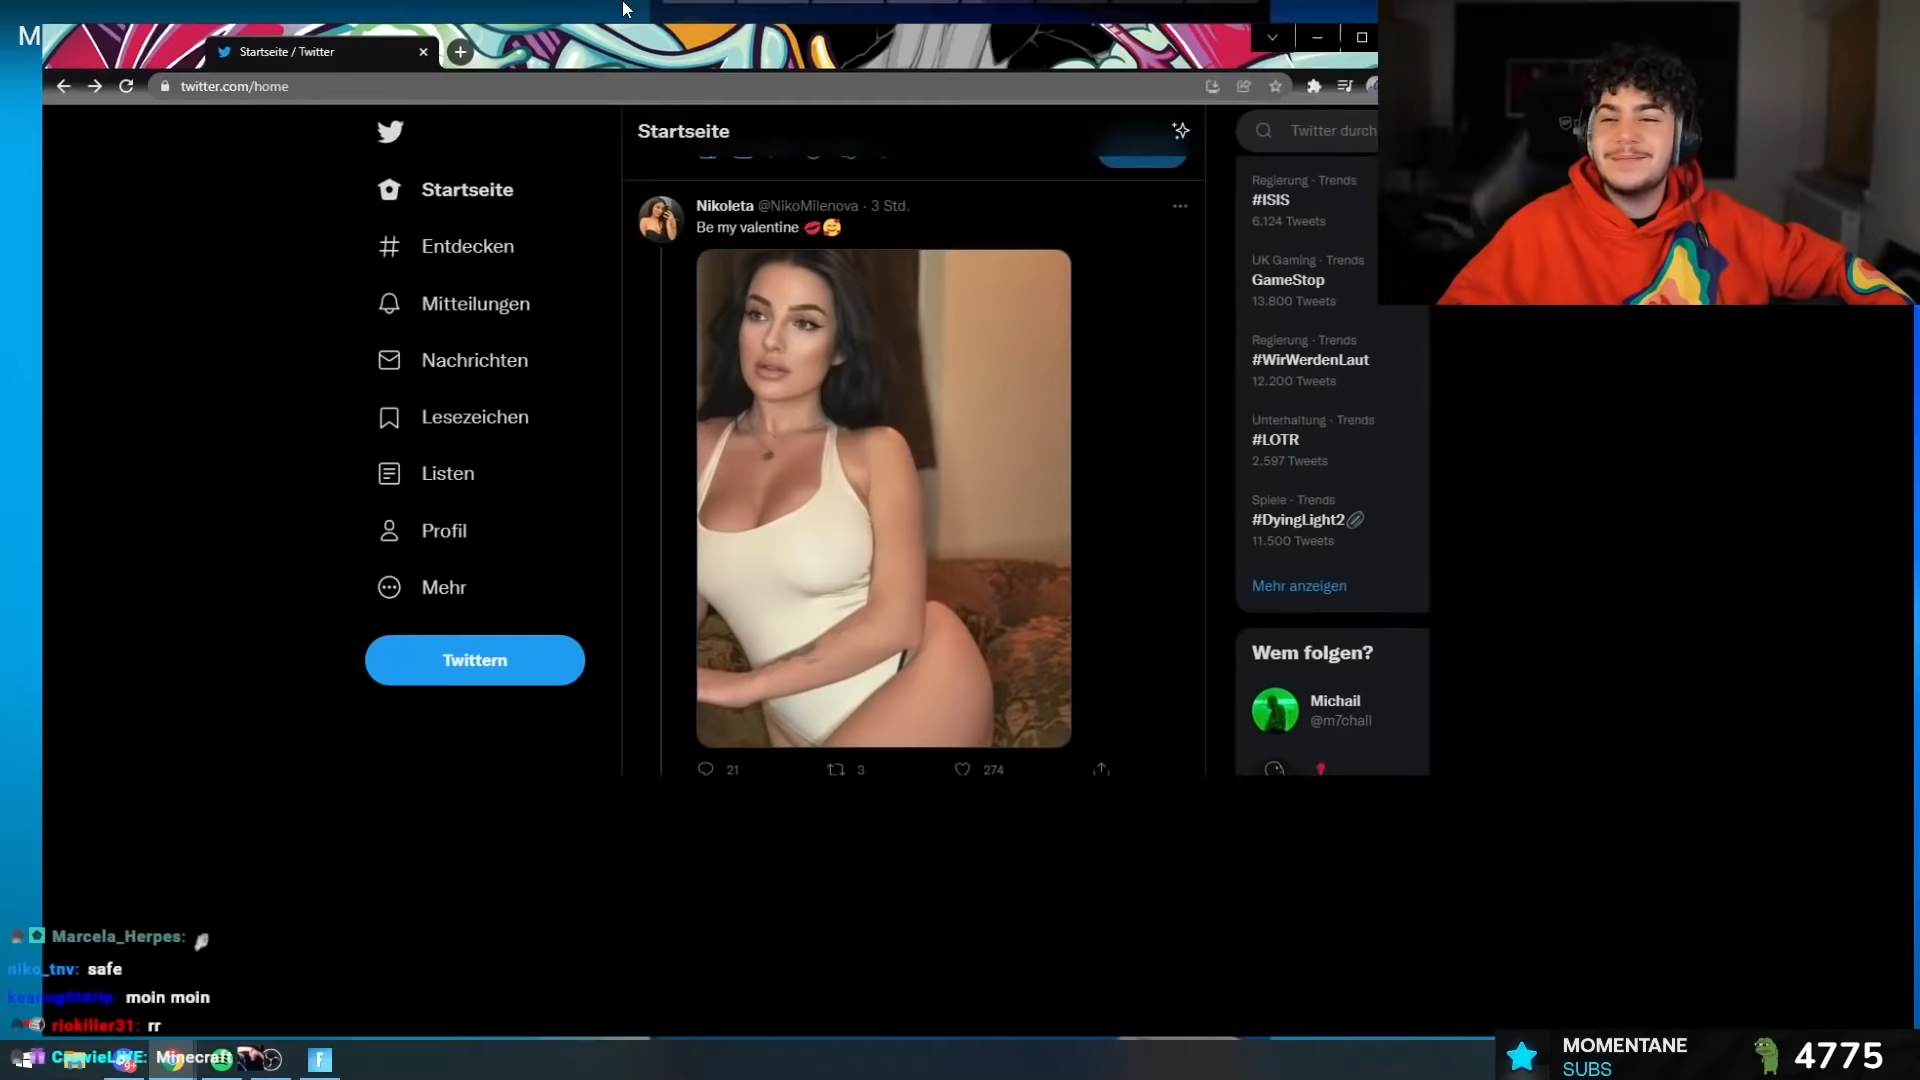 M
Startseite / Twitter
twitter.com/home
Startseite
Entdecken
Mitteilungen
Nachrichten
Lesezeichen
Listen
Profil
Mehr
Twittern
Startseite
Nikoleta @NikoMilenova · 3 Std.
Be my valentine 💋🥰
21 3 274
Twitter durch
Regierung · Trends
#ISIS
6.124 Tweets
UK Gaming · Trends
GameStop
13.800 Tweets
Regierung · Trends
#WirWerdenLaut
12.200 Tweets
Unterhaltung · Trends
#LOTR
2.597 Tweets
Spiele · Trends
#DyingLight2
11.500 Tweets
Mehr anzeigen
Wem folgen?
Michail
@m7chail
Marcela_Herpes:
niko_tnv: safe
moin moin
riokiller31: rr
Minecraft
9+
MOMENTANE
SUBS
4775